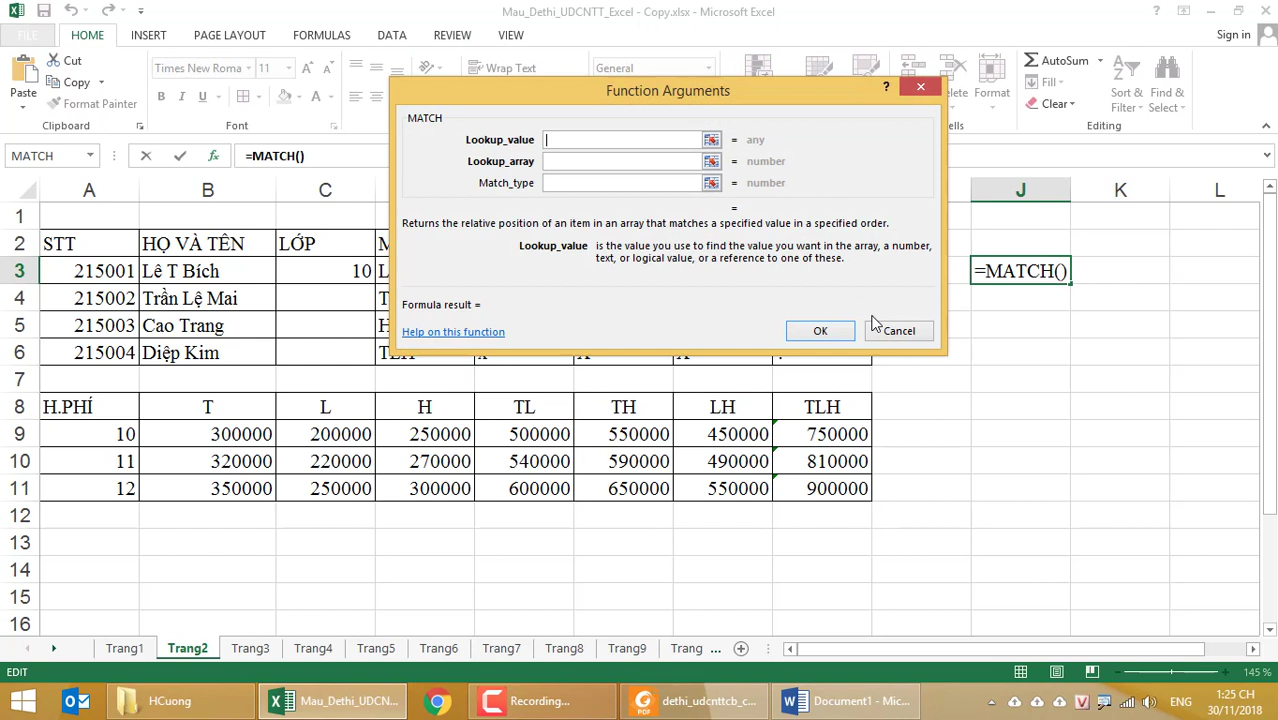 Mau_Dethi_UDCNTT_Excel - Copy.xlsx - Microsoft Excel
FILE HOME INSERT PAGE LAYOUT FORMULAS DATA REVIEW VIEW Sign in
Paste Cut Copy Format Painter Clipboard
Times New Roma 11 B I U Font
Wrap Text General
Format
AutoSum Fill Clear Sort & Filter Find & Select Editing
MATCH =MATCH()
Function Arguments
MATCH
Lookup_value = any
Lookup_array = number
Match_type = number
=
Returns the relative position of an item in an array that matches a specified value in a specified order.
Lookup_value is the value you use to find the value you want in the array, a number,
text, or logical value, or a reference to one of these.
Formula result =
Help on this function OK Cancel
A B C J K L
1
2 STT HỌ VÀ TÊN LỚP
3 215001 Lê T Bích 10 =MATCH()
4 215002 Trần Lệ Mai
5 215003 Cao Trang
6 215004 Diệp Kim
7
8 H.PHÍ T L H TL TH LH TLH
9 10 300000 200000 250000 500000 550000 450000 750000
10 11 320000 220000 270000 540000 590000 490000 810000
11 12 350000 250000 300000 600000 650000 550000 900000
12
13
14
15
16
Trang1 Trang2 Trang3 Trang4 Trang5 Trang6 Trang7 Trang8 Trang9 Trang ...
EDIT 145 %
HCuong Mau_Dethi_UDCN... Recording... dethi_udcnttcb_c... Document1 - Micr... ENG 1:25 CH
30/11/2018